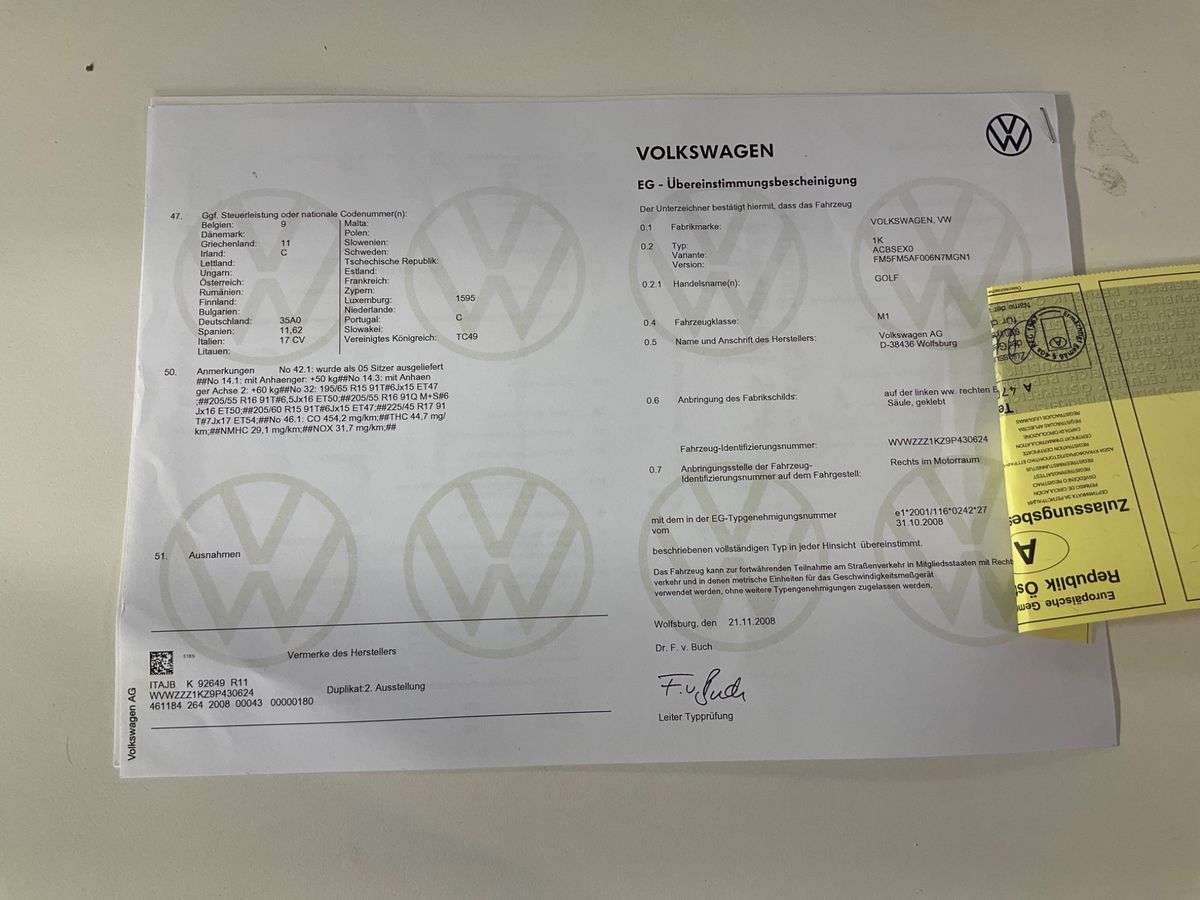 47. Ggf. Steuerleistung oder nationale Codenummer(n):
Belgien: 9
Dänemark:
Griechenland: 11
Irland: C
Lettland:
Ungarn:
Österreich:
Rumänien:
Finnland:
Bulgarien:
Deutschland: 35A0
Spanien: 11,62
Italien: 17 CV
Litauen:
Malta:
Polen:
Slowenien:
Schweden:
Tschechische Republik:
Estland:
Frankreich:
Zypern:
Luxemburg: 1595
Niederlande:
Portugal: C
Slowakei:
Vereinigtes Königreich: TC49
50. Anmerkungen No 42.1: wurde als 05 Sitzer ausgeliefert
##No 14.1: mit Anhaenger: +50 kg##No 14.3: mit Anhaen
ger Achse 2: +60 kg##No 32: 195/65 R15 91T#6Jx15 ET47
;##205/55 R16 91T#6,5Jx16 ET50;##205/55 R16 91Q M+S#6
Jx16 ET50;##205/60 R15 91T#6Jx15 ET47;##225/45 R17 91
T#7Jx17 ET54;##No 46.1: CO 454,2 mg/km;##THC 44,7 mg/
km;##NMHC 29,1 mg/km;##NOX 31,7 mg/km;##
51. Ausnahmen
Vermerke des Herstellers
518N
ITAJB K 92649 R11
WVWZZZ1KZ9P430624
461184 264 2008 00043 00000180
Duplikat:2. Ausstellung
Volkswagen AG
VOLKSWAGEN
EG - Übereinstimmungsbescheinigung
Der Unterzeichner bestätigt hiermit, dass das Fahrzeug
0.1 Fabrikmarke: VOLKSWAGEN, VW
0.2 Typ: 1K
Variante: ACBSEX0
Version: FM5FM5AF006N7MGN1
0.2.1 Handelsname(n): GOLF
0.4 Fahrzeugklasse: M1
0.5 Name und Anschrift des Herstellers: Volkswagen AG
D-38436 Wolfsburg
0.6 Anbringung des Fabrikschilds: auf der linken ww. rechten
Säule, geklebt
Fahrzeug-Identifizierungsnummer: WVWZZZ1KZ9P430624
0.7 Anbringungsstelle der Fahrzeug- Rechts im Motorraum
Identifizierungsnummer auf dem Fahrgestell:
mit dem in der EG-Typgenehmigungsnummer e1*2001/116*0242*27
vom 31.10.2008
beschriebenen vollständigen Typ in jeder Hinsicht übereinstimmt.
Das Fahrzeug kann zur fortwährenden Teilnahme am Straßenverkehr in Mitgliedsstaaten mit Recht
verkehr und in denen metrische Einheiten für das Geschwindigkeitsmeßgerät
verwendet werden, ohne weitere Typengenehmigungen zugelassen werden.
Wolfsburg, den 21.11.2008
Dr. F. v. Buch
F. v. Buch
Leiter Typprüfung
Europäische Gem
Republik Öst
A
Zulassungsbes
PERMISO DE CIRCULACIÓN
REGISTRERINGSATTEST
CERTIFICAT D'IMMATRICULATION
CARTA DI CIRCOLAZIONE